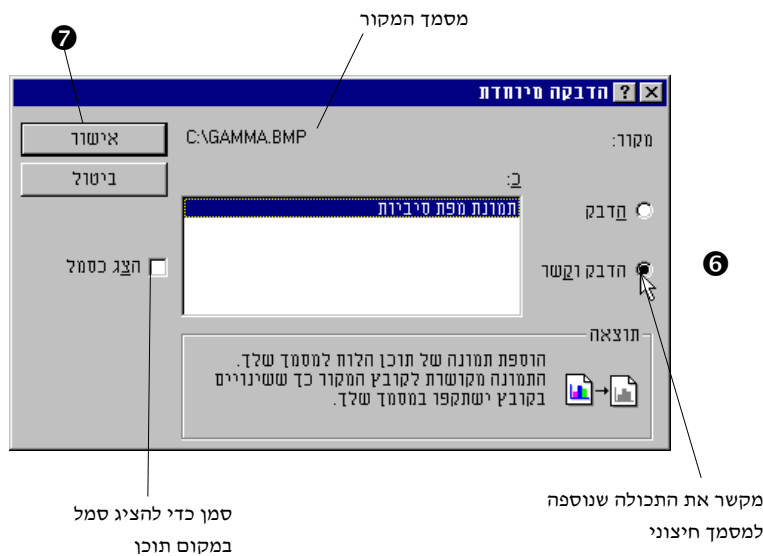 מסמך המקור
❼
הדבקה מיוחדת
מקור:
C:\GAMMA.BMP
אישור
ביטול
כ:
הדבק
תמונת מפת סיביות
הדבק וקשר
הצג כסמל
❻
תוצאה
הוספת תמונה של תוכן הלוח למסמך שלך.
התמונה מקושרת לקובץ המקור כך ששינויים
בקובץ ישתקפו במסמך שלך.
מקשר את התכולה שנוספה
למסמך חיצוני
סמן כדי להציג סמל
במקום תוכן